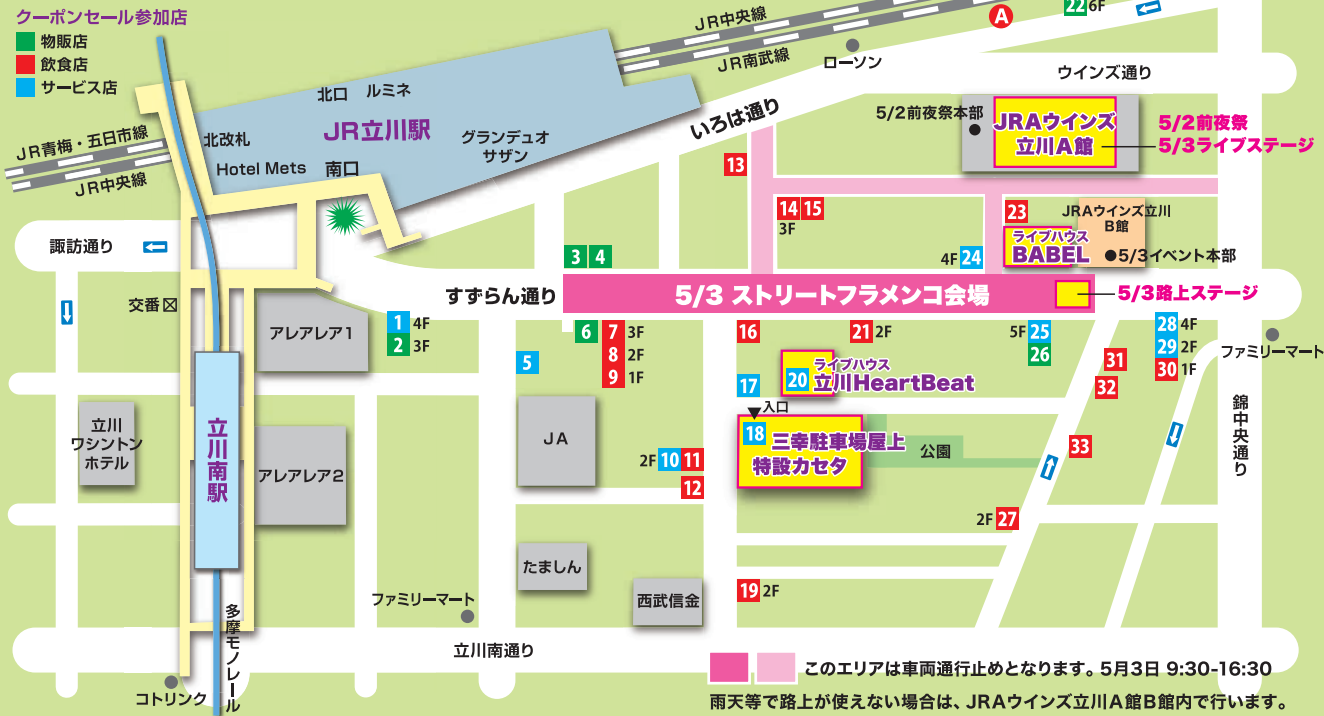 クーポンセール参加店
物販店
飲食店
サービス店
JR中央線
JR南武線
A
22 6F
ローソン
ウインズ通り
いろは通り
北口 ルミネ
JR立川駅
北改札
グランデュオ
サザン
Hotel Mets 南口
JR青梅・五日市線
JR中央線
5/2前夜祭本部
JRAウインズ
立川A館
5/2前夜祭
5/3ライブステージ
13
14 15
3F
23
JRAウインズ立川
B館
ライブハウス
BABEL
5/3イベント本部
4F 24
諏訪通り
3 4
すずらん通り
5/3 ストリートフラメンコ会場
5/3路上ステージ
交番
アレアレア1
1 4F
2 3F
5
6
7 3F
8 2F
9 1F
16
21 2F
5F 25
26
28 4F
29 2F
30 1F
31
32
ファミリーマート
ライブハウス
20 立川HeartBeat
17
入口
18 三幸駐車場屋上
特設カセタ
公園
33
錦中央通り
立川
ワシントン
ホテル
立川南駅
アレアレア2
JA
2F 10 11
12
2F 27
たましん
西武信金
19 2F
ファミリーマート
多摩モノレール
立川南通り
コトリンク
このエリアは車両通行止めとなります。5月3日 9:30-16:30
雨天等で路上が使えない場合は、JRAウインズ立川A館B館内で行います。